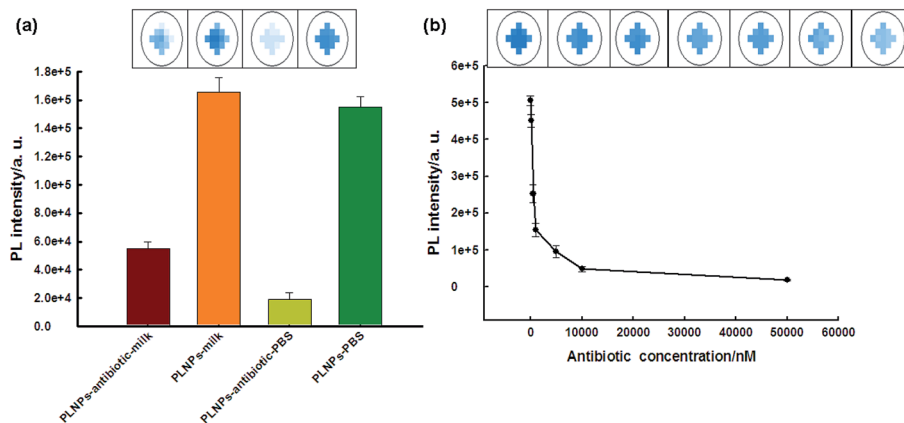 (a)
1.8e+5
1.6e+5
1.4e+5
1.2e+5
1.0e+5
8.0e+4
6.0e+4
4.0e+4
2.0e+4
0.0
PL intensity/a. u.
PLNPs-antibiotic-milk
PLNPs-milk
PLNPs-antibiotic-PBS
PLNPs-PBS
(b)
6e+5
5e+5
4e+5
3e+5
2e+5
1e+5
0
PL intensity/a. u.
0 10000 20000 30000 40000 50000 60000
Antibiotic concentration/nM